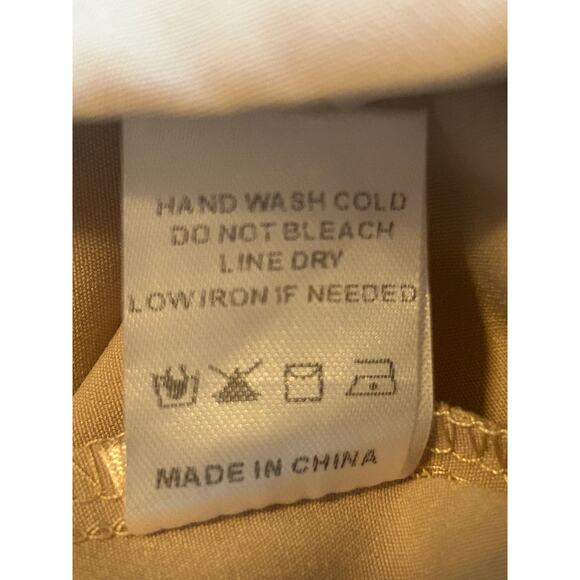 HAND WASH COLD
DO NOT BLEACH
LINE DRY
LOW IRON IF NEEDED
MADE IN CHINA